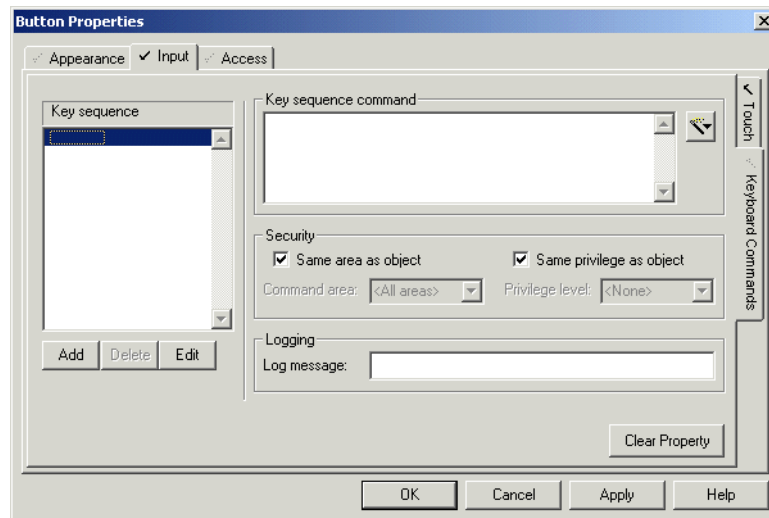 Button Properties
Appearance
Input
Access
Key sequence
Key sequence command
Touch
Keyboard Commands
Security
Same area as object
Same privilege as object
Command area: <All areas>
Privilege level: <None>
Add
Delete
Edit
Logging
Log message:
Clear Property
OK
Cancel
Apply
Help